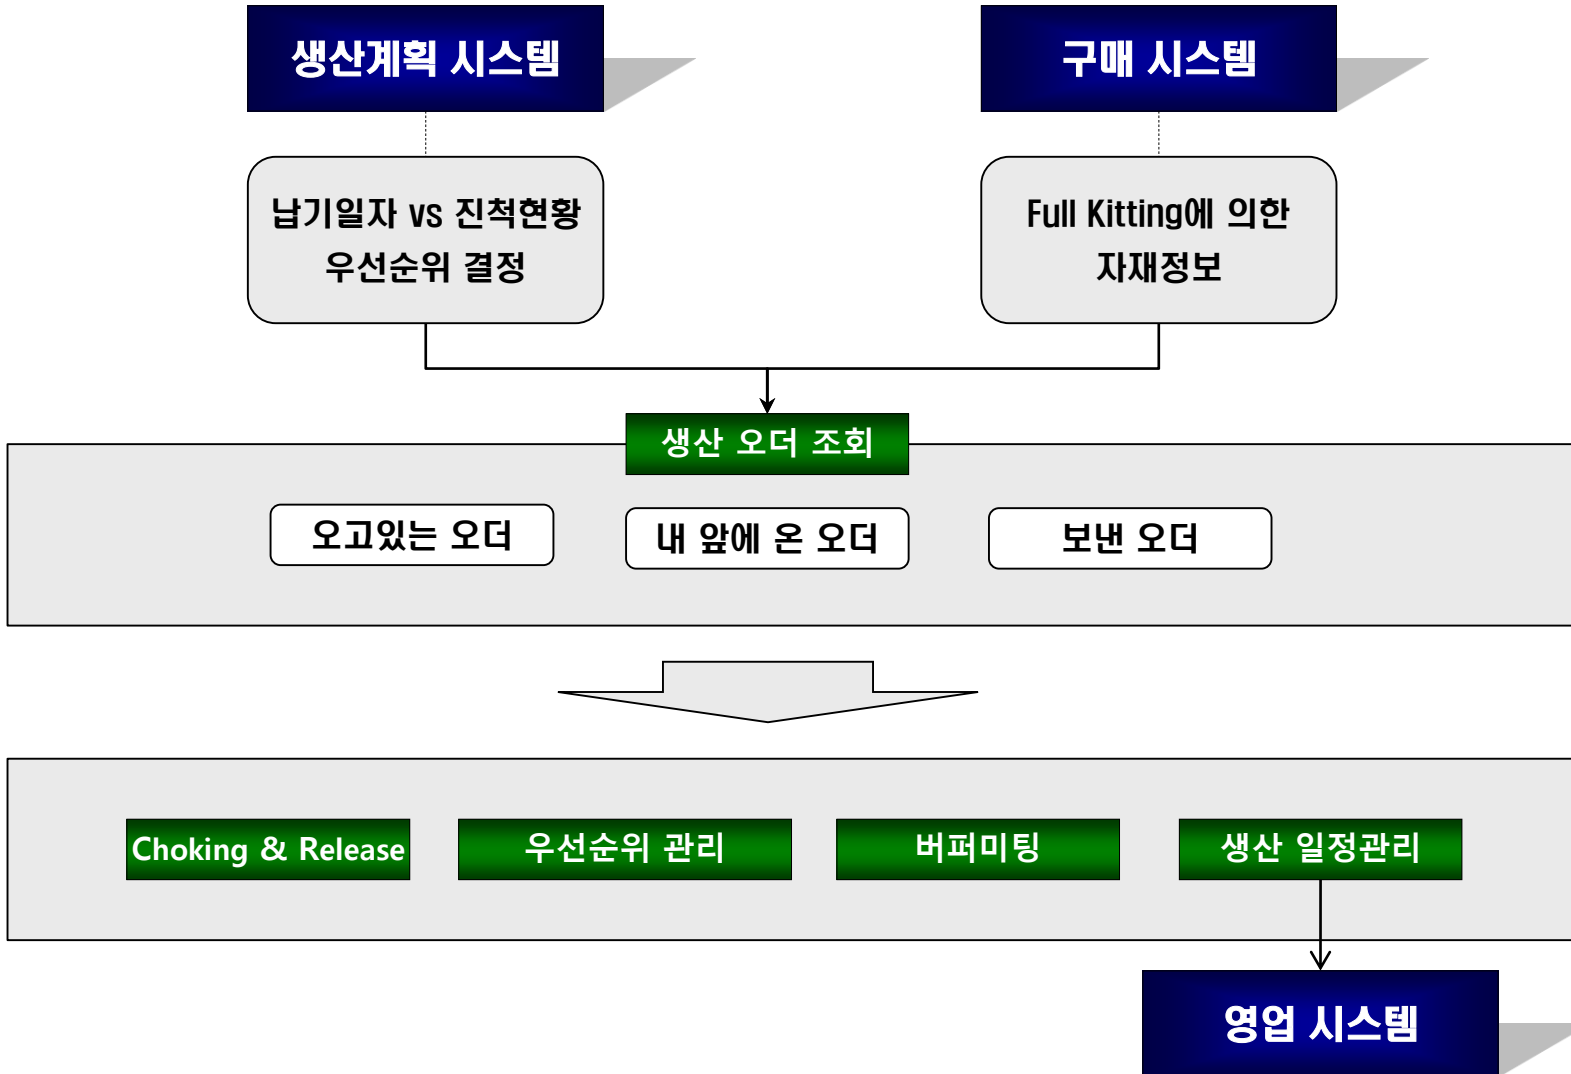 생산계획 시스템
구매 시스템
납기일자 vs 진척현황
우선순위 결정
Full Kitting에 의한
자재정보
생산 오더 조회
오고있는 오더
내 앞에 온 오더
보낸 오더
Choking & Release
우선순위 관리
버퍼미팅
생산 일정관리
영업 시스템